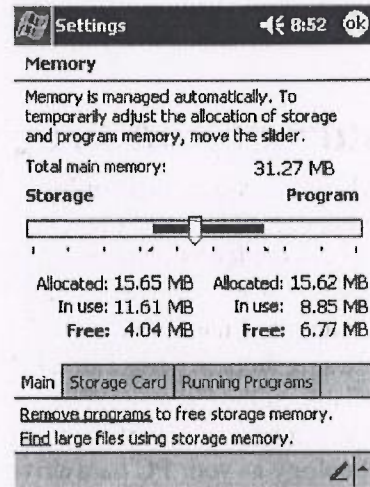 Settings 8:52 ok
Memory
Memory is managed automatically. To
temporarily adjust the allocation of storage
and program memory, move the slider.
Total main memory: 31.27 MB
Storage Program
Allocated: 15.65 MB Allocated: 15.62 MB
In use: 11.61 MB In use: 8.85 MB
Free: 4.04 MB Free: 6.77 MB
Main Storage Card Running Programs
Remove programs to free storage memory.
Find large files using storage memory.